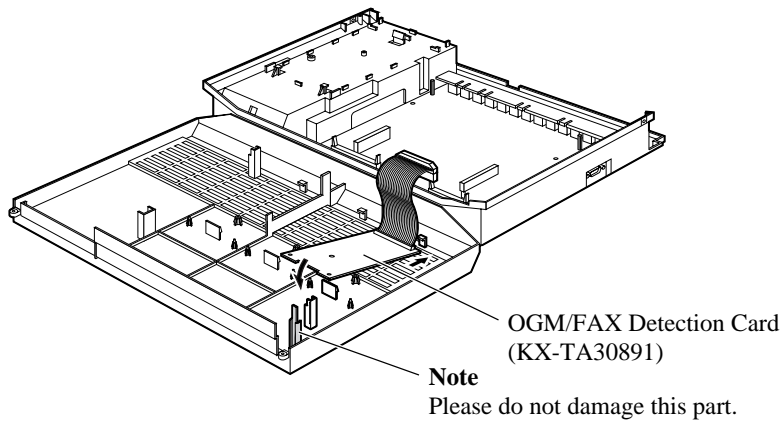 OGM/FAX Detection Card
(KX-TA30891)
Note
Please do not damage this part.